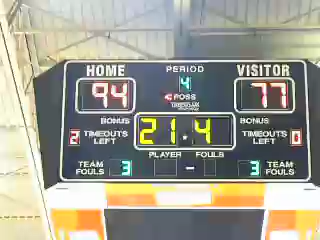 HOME PERIOD VISITOR
94 4 77
POSS
BONUS 21.4 BONUS
2 TIMEOUTS LEFT TIMEOUTS LEFT 0
PLAYER FOULS
TEAM FOULS 3 - TEAM FOULS 3